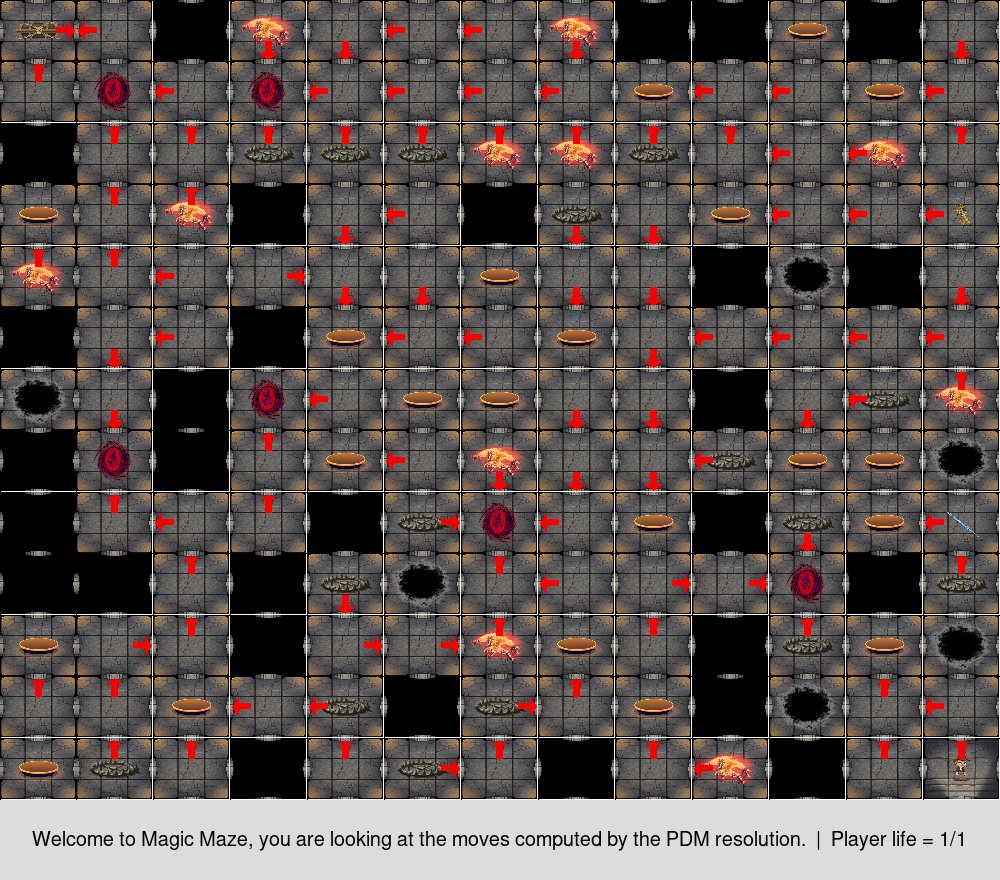 Welcome to Magic Maze, you are looking at the moves computed by the PDM resolution.  |  Player life = 1/1